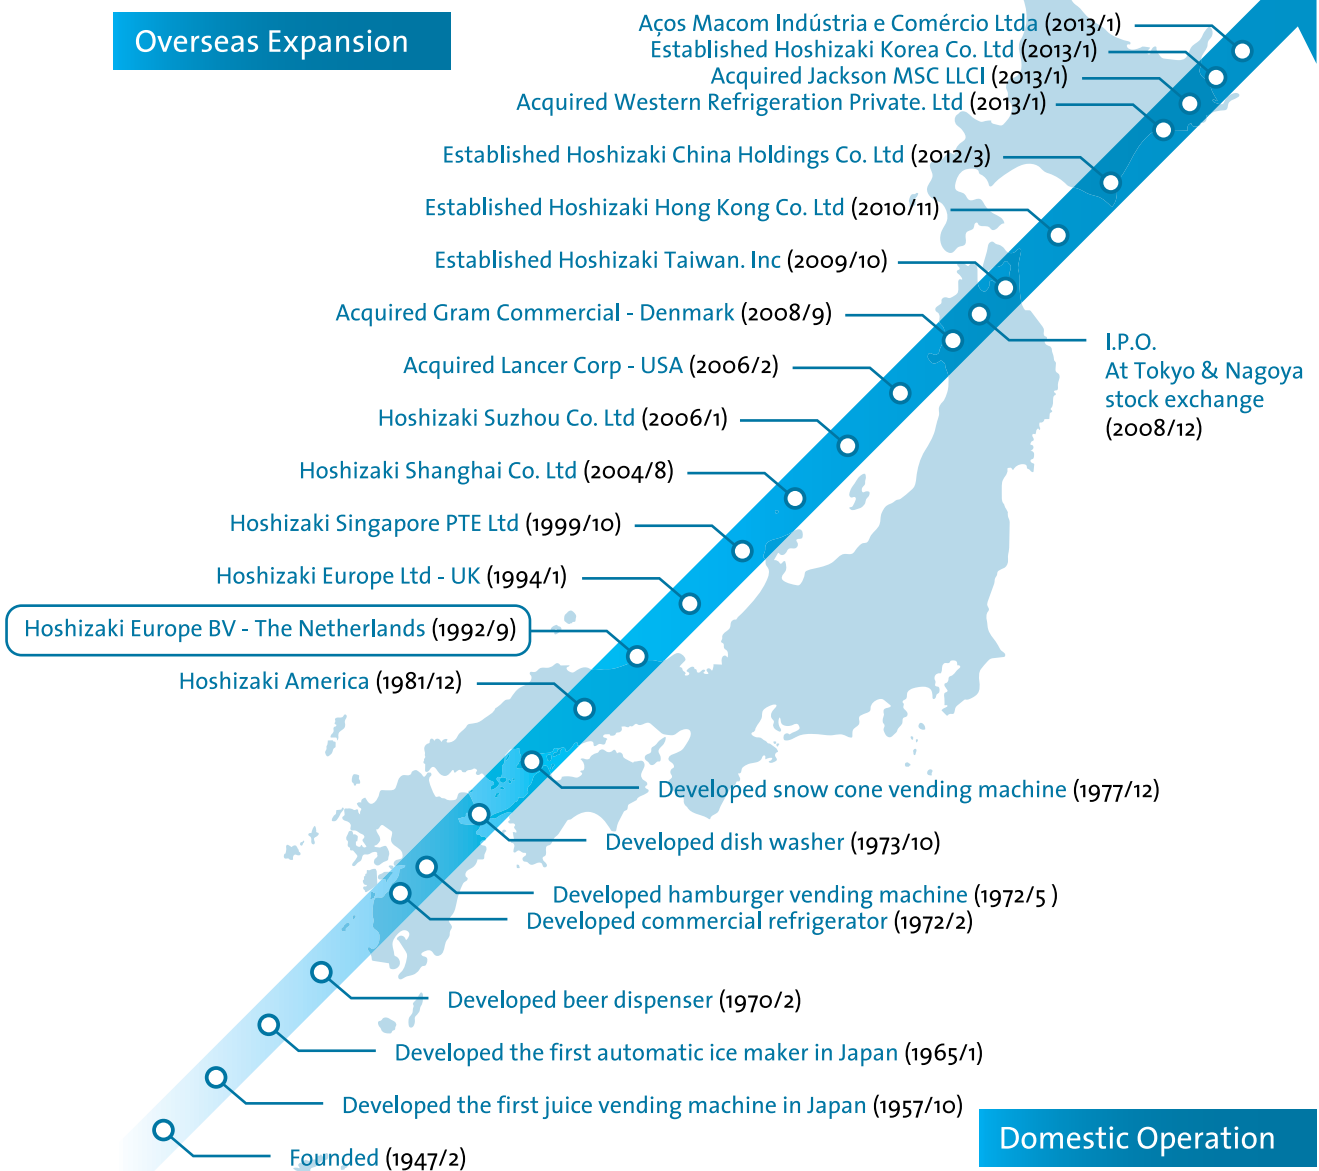 Overseas Expansion
Aços Macom Indústria e Comércio Ltda (2013/1)
Established Hoshizaki Korea Co. Ltd (2013/1)
Acquired Jackson MSC LLCI (2013/1)
Acquired Western Refrigeration Private. Ltd (2013/1)
Established Hoshizaki China Holdings Co. Ltd (2012/3)
Established Hoshizaki Hong Kong Co. Ltd (2010/11)
Established Hoshizaki Taiwan. Inc (2009/10)
Acquired Gram Commercial - Denmark (2008/9)
I.P.O.
At Tokyo & Nagoya
stock exchange
(2008/12)
Acquired Lancer Corp - USA (2006/2)
Hoshizaki Suzhou Co. Ltd (2006/1)
Hoshizaki Shanghai Co. Ltd (2004/8)
Hoshizaki Singapore PTE Ltd (1999/10)
Hoshizaki Europe Ltd - UK (1994/1)
Hoshizaki Europe BV - The Netherlands (1992/9)
Hoshizaki America (1981/12)
Developed snow cone vending machine (1977/12)
Developed dish washer (1973/10)
Developed hamburger vending machine (1972/5 )
Developed commercial refrigerator (1972/2)
Developed beer dispenser (1970/2)
Developed the first automatic ice maker in Japan (1965/1)
Developed the first juice vending machine in Japan (1957/10)
Founded (1947/2)
Domestic Operation